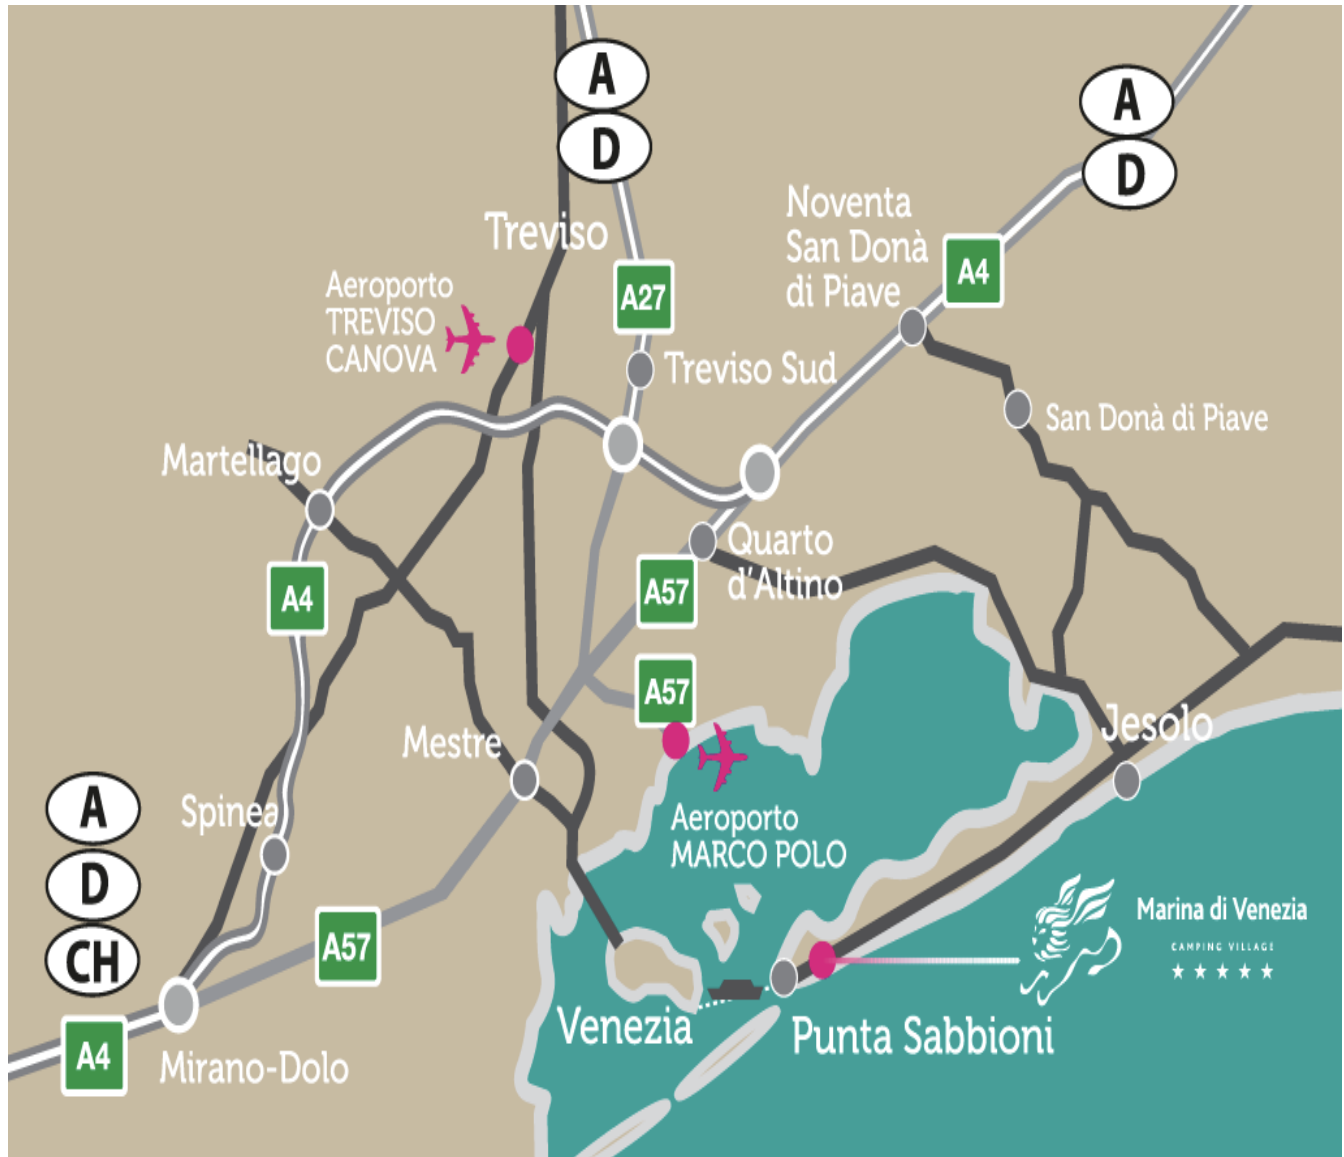 A
D
A
D
Noventa
San Donà
di Piave
A4
Treviso
Aeroporto
TREVISO
CANOVA
A27
Treviso Sud
San Donà di Piave
Martellago
Quarto
d'Altino
A4
A57
A57
Mestre
Jesolo
A
D
CH
Spinea
Aeroporto
MARCO POLO
A57
Marina di Venezia
CAMPING VILLAGE
Venezia
Punta Sabbioni
A4
Mirano-Dolo